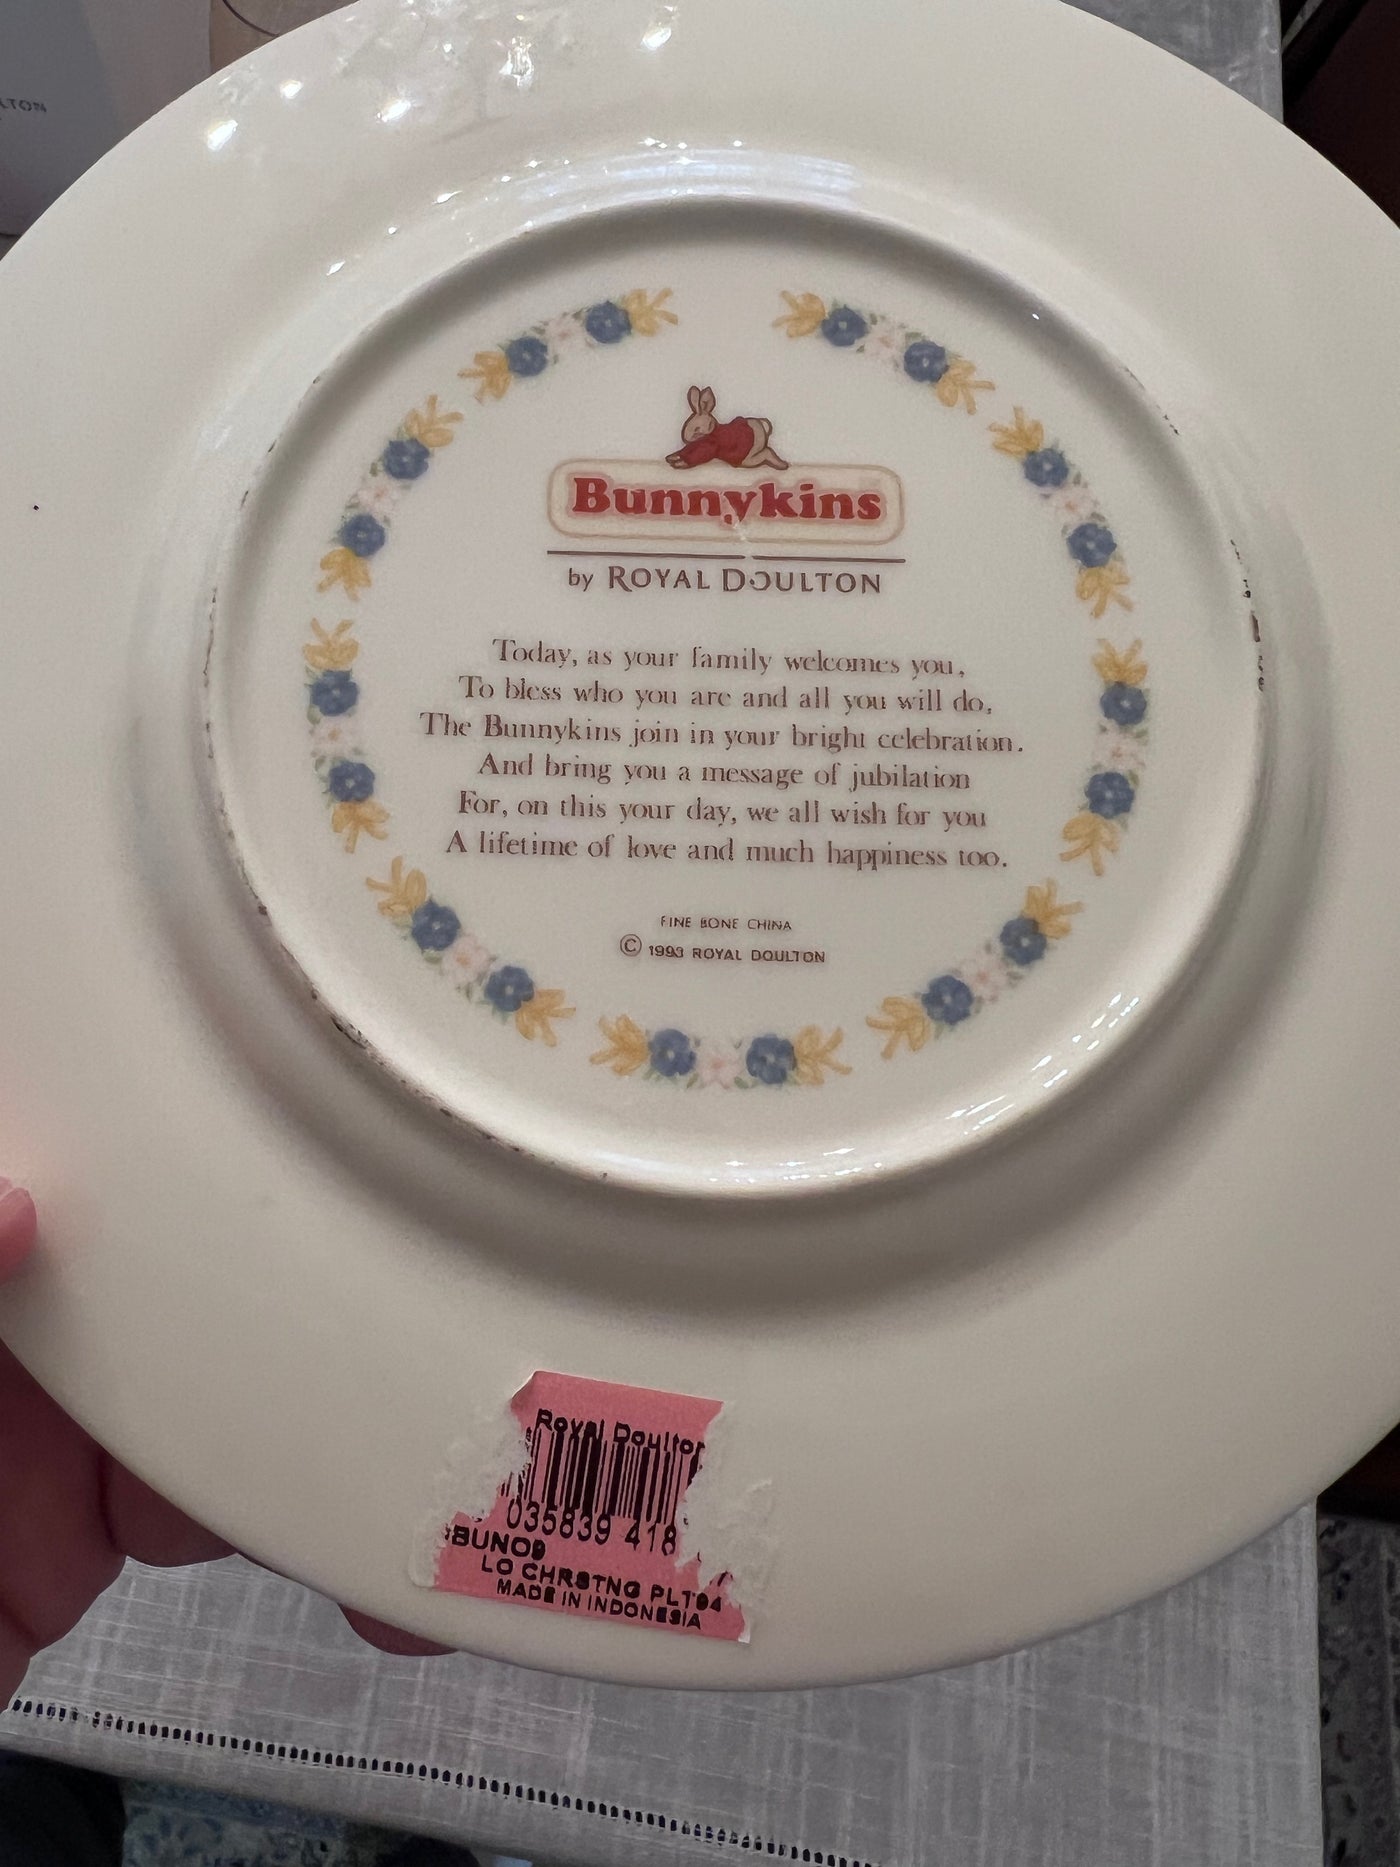 LTON
Bunnykins
by ROYAL DOULTON
Today, as your family welcomes you,
To bless who you are and all you will do,
The Bunnykins join in your bright celebration.
And bring you a message of jubilation
For, on this your day, we all wish for you
A lifetime of love and much happiness too.
FINE BONE CHINA
© 1993 ROYAL DOULTON
Royal Doulton
035839 418
BUN09
LO CHRSTNG PLT94
MADE IN INDONESIA